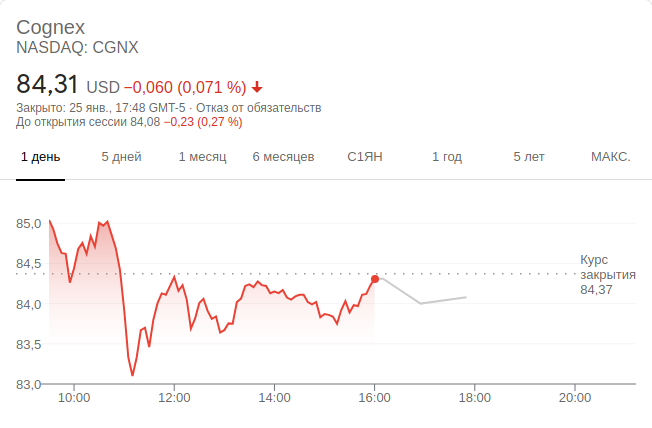 Cognex
NASDAQ: CGNX
84,31 USD −0,060 (0,071 %)
Закрыто: 25 янв., 17:48 GMT-5 · Отказ от обязательств
До открытия сессии 84,08 −0,23 (0,27 %)
1 день 5 дней 1 месяц 6 месяцев С1ЯН 1 год 5 лет МАКС.
85,0
84,5
84,0
83,5
83,0
Курс
закрытия
84,37
10:00 12:00 14:00 16:00 18:00 20:00